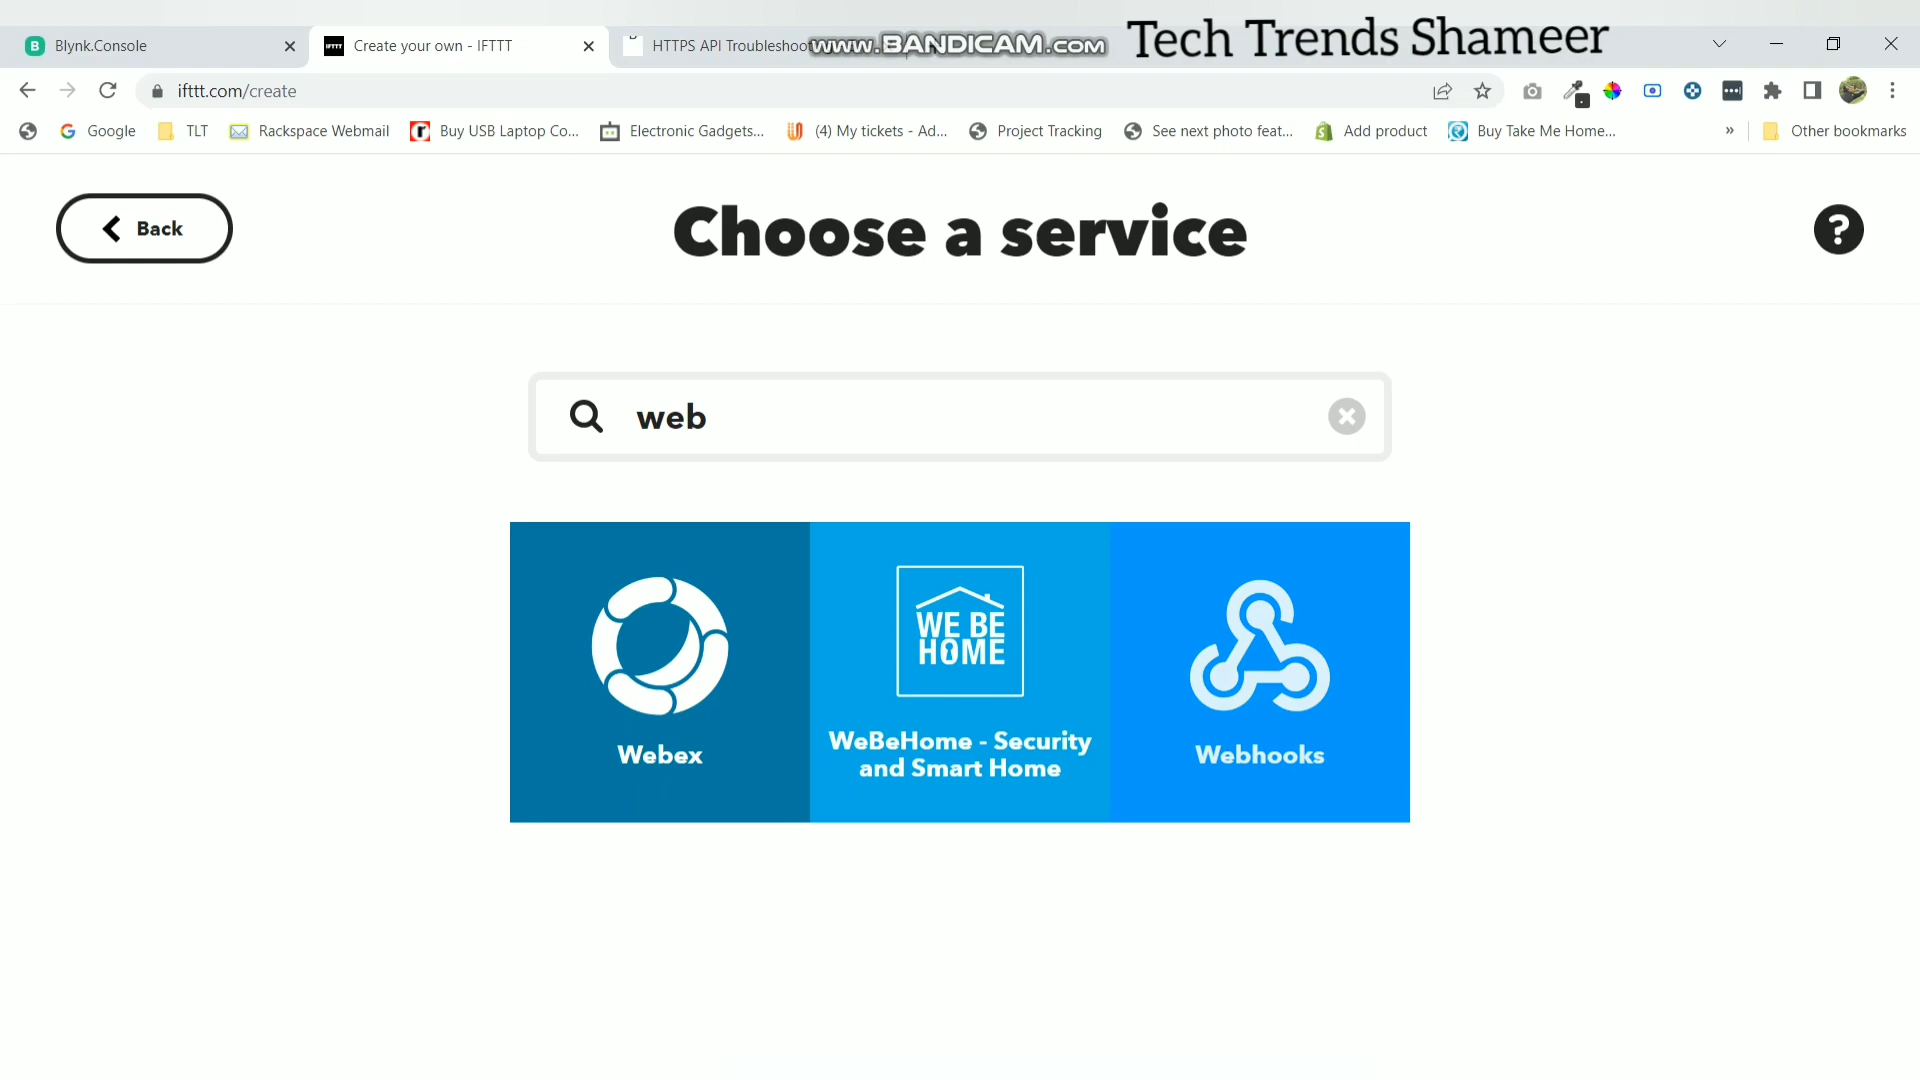 Tech Trends Shameer
Blynk.Console
IFTTT Create your own - IFTTT
HTTPS API Troubleshoot
www.BANDICAM.com
ifttt.com/create
Google
TLT
Rackspace Webmail
Buy USB Laptop Co...
Electronic Gadgets...
(4) My tickets - Ad...
Project Tracking
See next photo feat...
Add product
Buy Take Me Home...
»
Other bookmarks
Back
Choose a service
?
web
WE BE
HOME
Webex
WeBeHome - Security
and Smart Home
Webhooks